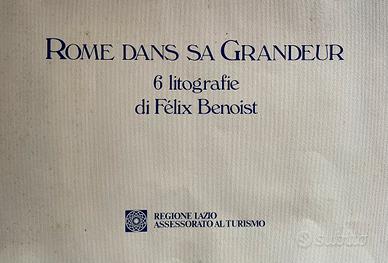 ROME DANS SA GRANDEUR
6 litografie
di Félix Benoist
REGIONE LAZIO
ASSESSORATO AL TURISMO
subito